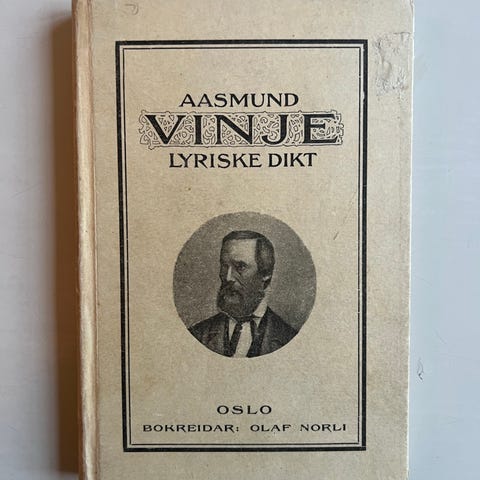 AASMUND
VINJE
LYRISKE DIKT
OSLO
BOKREIDAR: OLAF NORLI